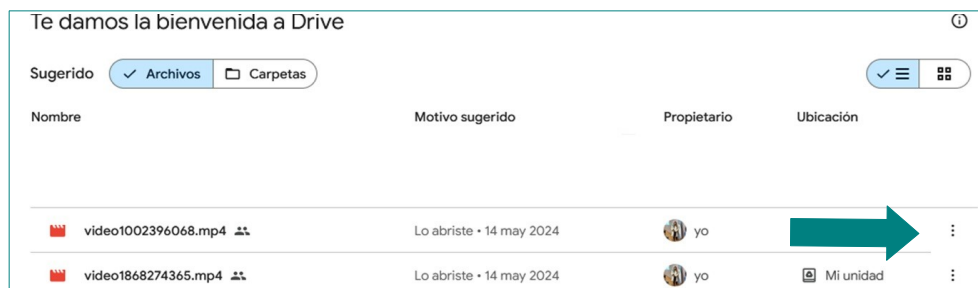 Te damos la bienvenida a Drive
Sugerido Archivos Carpetas
Nombre Motivo sugerido Propietario Ubicación
video1002396068.mp4 Lo abriste • 14 may 2024 yo
video1868274365.mp4 Lo abriste • 14 may 2024 yo Mi unidad